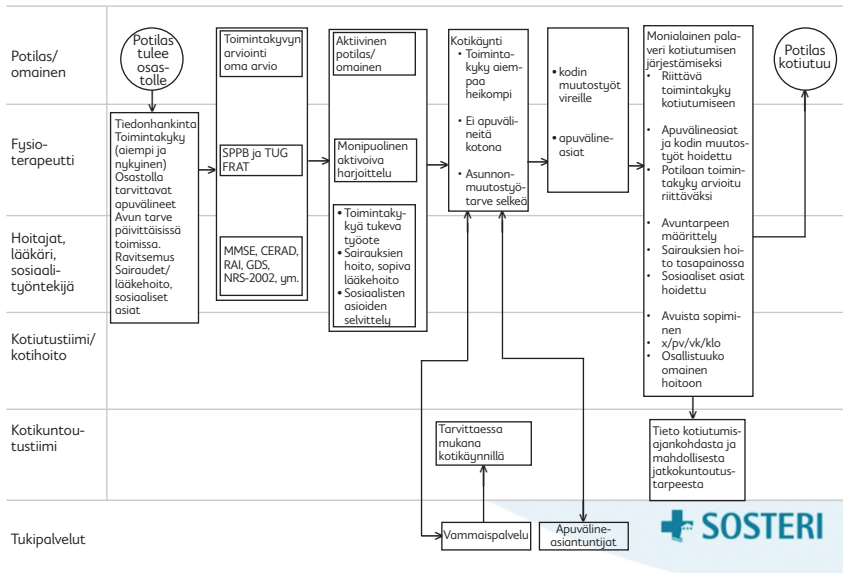 Potilas/
omainen
Fysio-
terapeutti
Hoitajat,
lääkäri,
sosiaali-
työntekijä
Kotiutustiimi/
kotihoito
Kotikuntou-
tustiimi
Tukipalvelut
Potilas
tulee
osas-
tolle
Tiedonhankinta
Toimintakyky
(aiempi ja
nykyinen)
Osastolla
tarvittavat
apuvälineet
Avun tarve
päivittäisissä
toimissa.
Ravitsemus
Sairaudet/
lääkehoito,
sosiaaliset
asiat
Toimintakyvyn
arviointi
oma arvio
SPPB ja TUG
FRAT
MMSE, CERAD,
RAI, GDS,
NRS-2002, ym.
Aktiivinen
potilas/
omainen
Monipuolinen
aktivoiva
harjoittelu
• Toimintaky-
kyä tukeva
työote
• Sairauksien
hoito, sopiva
lääkehoito
• Sosiaalisten
asioiden
selvittely
Kotikäynti
• Toiminta-
kyky aiem-
paa
heikompi
• Ei apuväli-
neitä
kotona
• Asunnon-
muutostyö-
tarve selkeä
• kodin
muutostyöt
vireille
• apuväline-
asiat
Monialainen pala-
veri kotiutumisen
järjestämiseksi
• Riittävä
toimintakyky
kotiutumiseen
• Apuvälineasiat
ja kodin muutos-
työt hoidettu
• Potilaan toimin-
takyky arvioitu
riittäväksi
• Avuntarpeen
määrittely
• Sairauksien hoi-
to tasapainossa
• Sosiaaliset asiat
hoidettu
• Avuista sopimi-
nen
• x/pv/vk/klo
• Osallistuuko
omainen
hoitoon
Potilas
kotiutuu
Tarvittaessa
mukana
kotikäynnillä
Tieto kotiutumis-
ajankohdasta ja
mahdollisesta
jatkokuntoutus-
tarpeesta
Vammaispalvelu
Apuväline-
asiantuntijat
SOSTERI